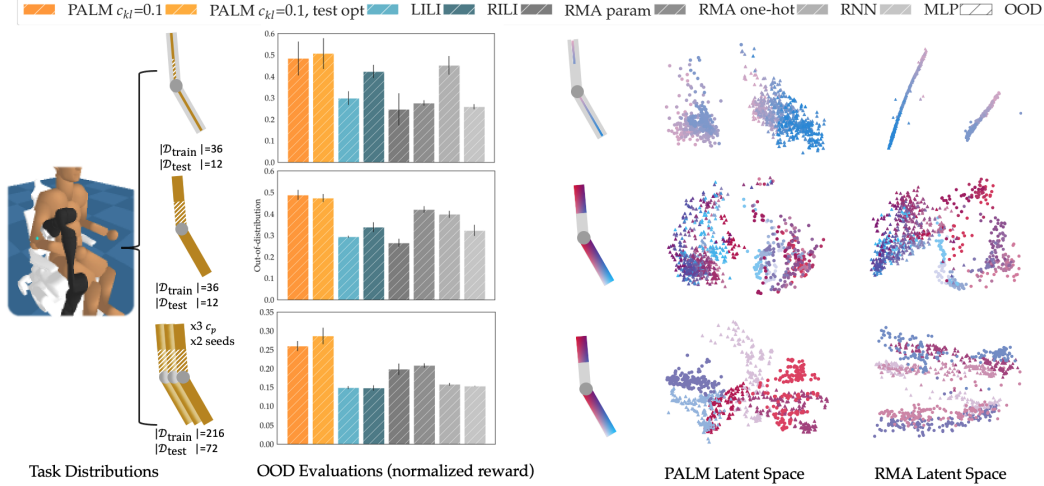 PALM c_kl=0.1 PALM c_kl=0.1, test opt LILI RILI RMA param RMA one-hot RNN MLP OOD
|D_train|=36
|D_test|=12
|D_train|=36
|D_test|=12
x3 c_p
x2 seeds
|D_train|=216
|D_test|=72
Task Distributions
0.6
0.5
0.4
0.3
0.2
0.1
0.0
Out-of-distribution
0.6
0.5
0.4
0.3
0.2
0.1
0.0
0.35
0.30
0.25
0.20
0.15
0.10
0.05
0.00
OOD Evaluations (normalized reward)
PALM Latent Space
RMA Latent Space